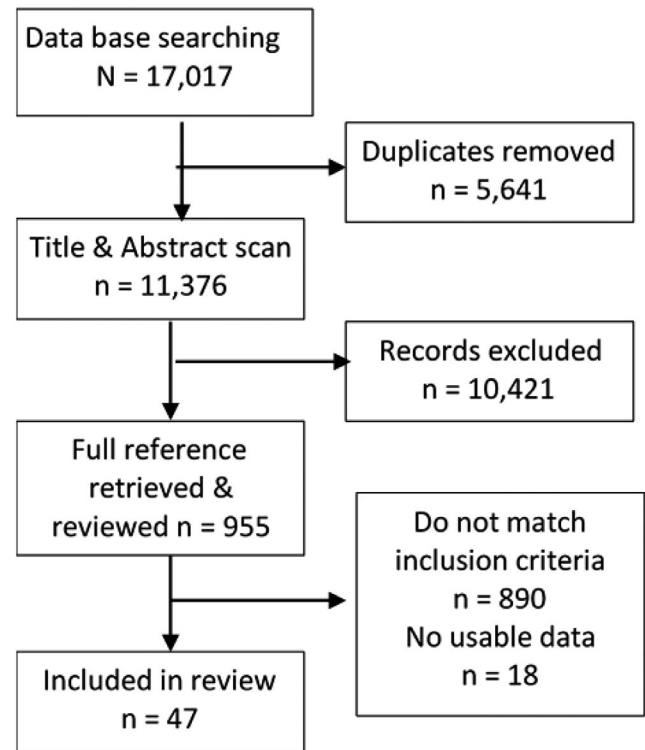 Data base searching
N = 17,017
Duplicates removed
n = 5,641
Title & Abstract scan
n = 11,376
Records excluded
n = 10,421
Full reference
retrieved &
reviewed n = 955
Do not match
inclusion criteria
n = 890
No usable data
n = 18
Included in review
n = 47